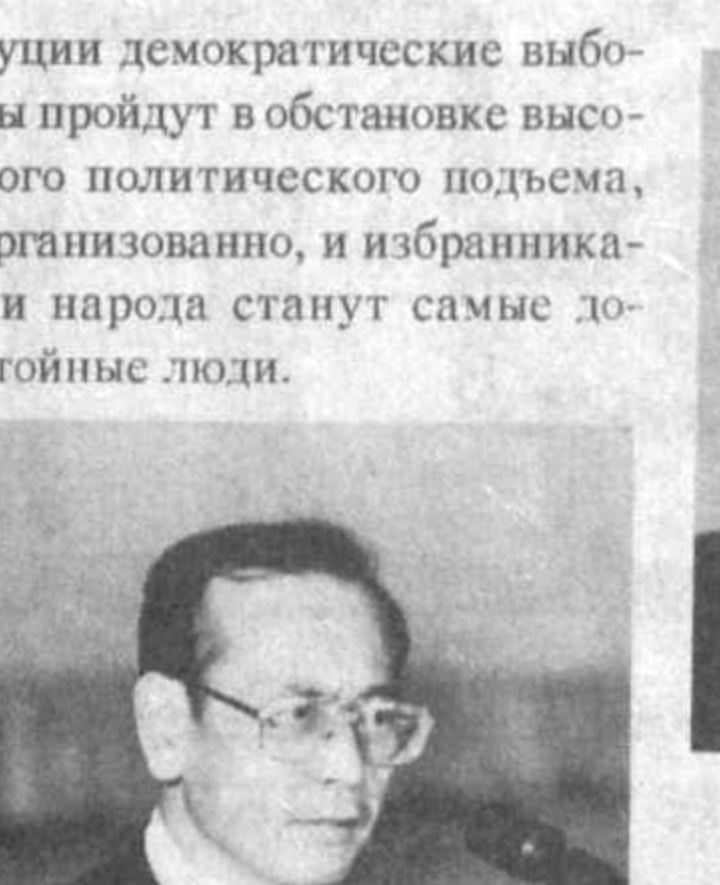 уции демократические выбо-
ы пройдут в обстановке высо-
ого политического подъема,
рганизованно, и избранника-
и народа станут самые до-
тойные люди.